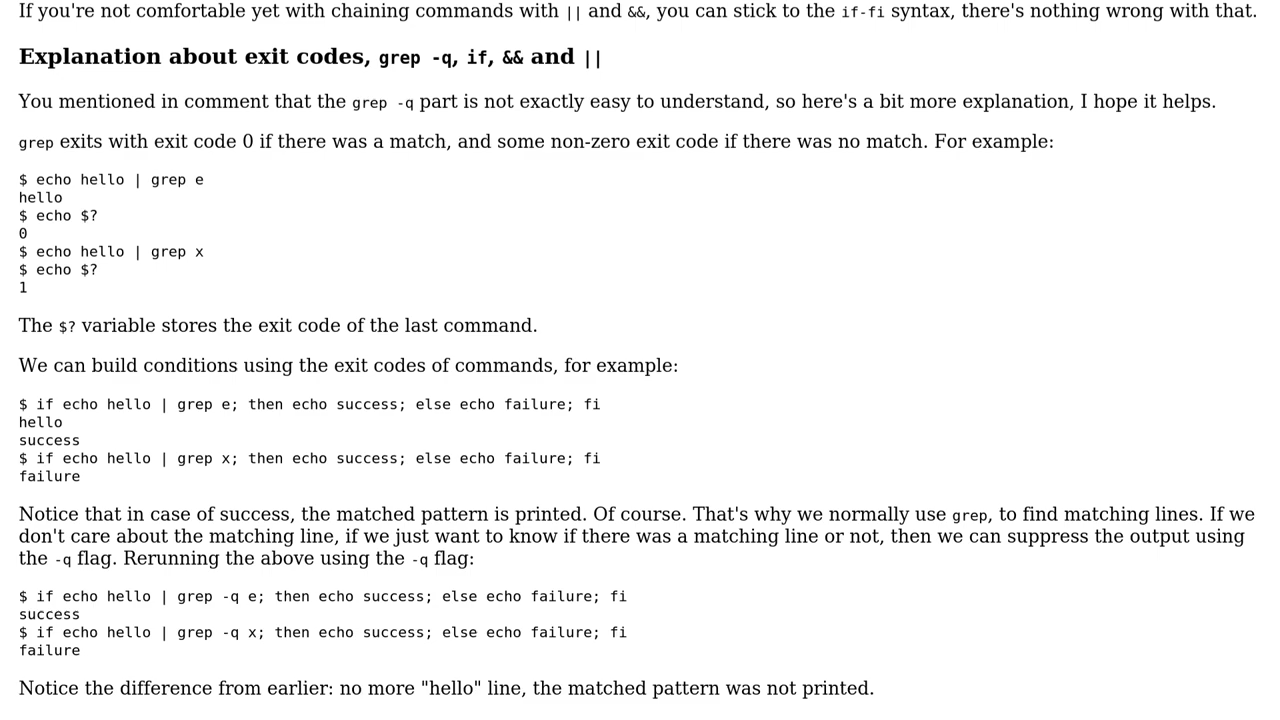 If you're not comfortable yet with chaining commands with || and &&, you can stick to the if-fi syntax, there's nothing wrong with that.
Explanation about exit codes, grep -q, if, && and ||
You mentioned in comment that the grep -q part is not exactly easy to understand, so here's a bit more explanation, I hope it helps.
grep exits with exit code 0 if there was a match, and some non-zero exit code if there was no match. For example:
$ echo hello | grep e
hello
$ echo $?
0
$ echo hello | grep x
$ echo $?
1
The $? variable stores the exit code of the last command.
We can build conditions using the exit codes of commands, for example:
$ if echo hello | grep e; then echo success; else echo failure; fi
hello
success
$ if echo hello | grep x; then echo success; else echo failure; fi
failure
Notice that in case of success, the matched pattern is printed. Of course. That's why we normally use grep, to find matching lines. If we
don't care about the matching line, if we just want to know if there was a matching line or not, then we can suppress the output using
the -q flag. Rerunning the above using the -q flag:
$ if echo hello | grep -q e; then echo success; else echo failure; fi
success
$ if echo hello | grep -q x; then echo success; else echo failure; fi
failure
Notice the difference from earlier: no more "hello" line, the matched pattern was not printed.